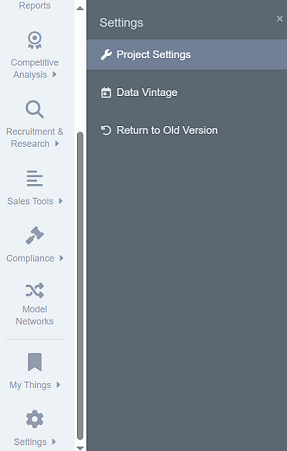 Reports
Competitive
Analysis
Recruitment &
Research
Sales Tools
Compliance
Model
Networks
My Things
Settings
Settings
×
Project Settings
Data Vintage
Return to Old Version